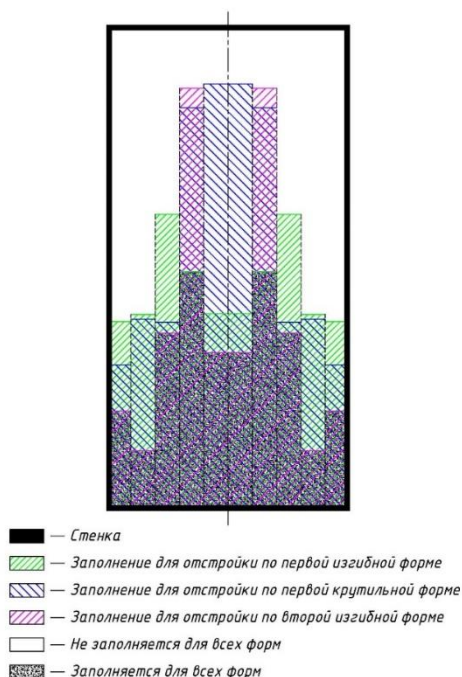 — Стенка
— Заполнение для отстройки по первой изгибной форме
— Заполнение для отстройки по первой крутильной форме
— Заполнение для отстройки по второй изгибной форме
— Не заполняется для всех форм
— Заполняется для всех форм